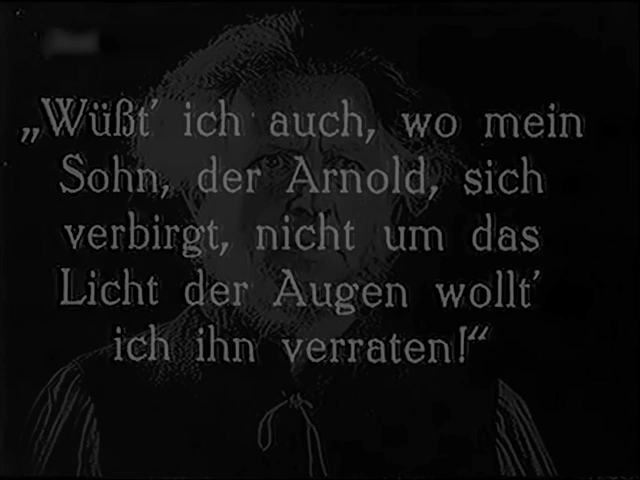 „Wüßt' ich auch, wo mein
Sohn, der Arnold, sich
verbirgt, nicht um das
Licht der Augen wollt'
ich ihn verraten!“